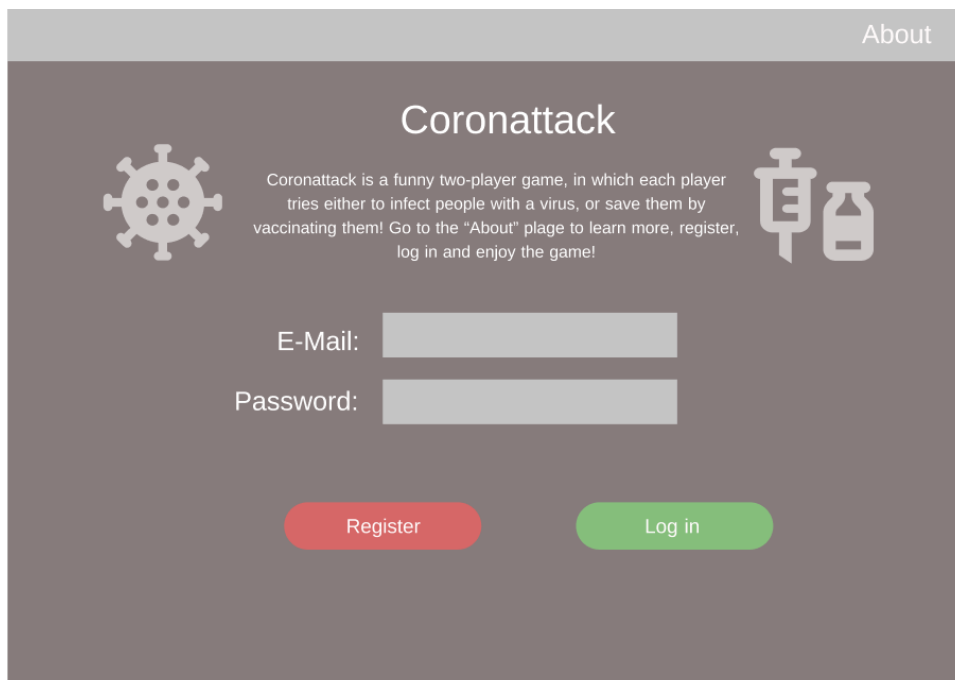 About
Coronattack
Coronattack is a funny two-player game, in which each player
tries either to infect people with a virus, or save them by
vaccinating them! Go to the “About” plage to learn more, register,
log in and enjoy the game!
E-Mail:
Password:
Register
Log in